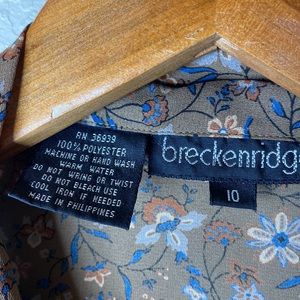 RN 36939
100% POLYESTER
MACHINE OR HAND WASH
WARM WATER
DO NOT WRING OR TWIST
DO NOT BLEACH USE
COOL IRON IF NEEDED
MADE IN PHILIPPINES
breckenridge
10